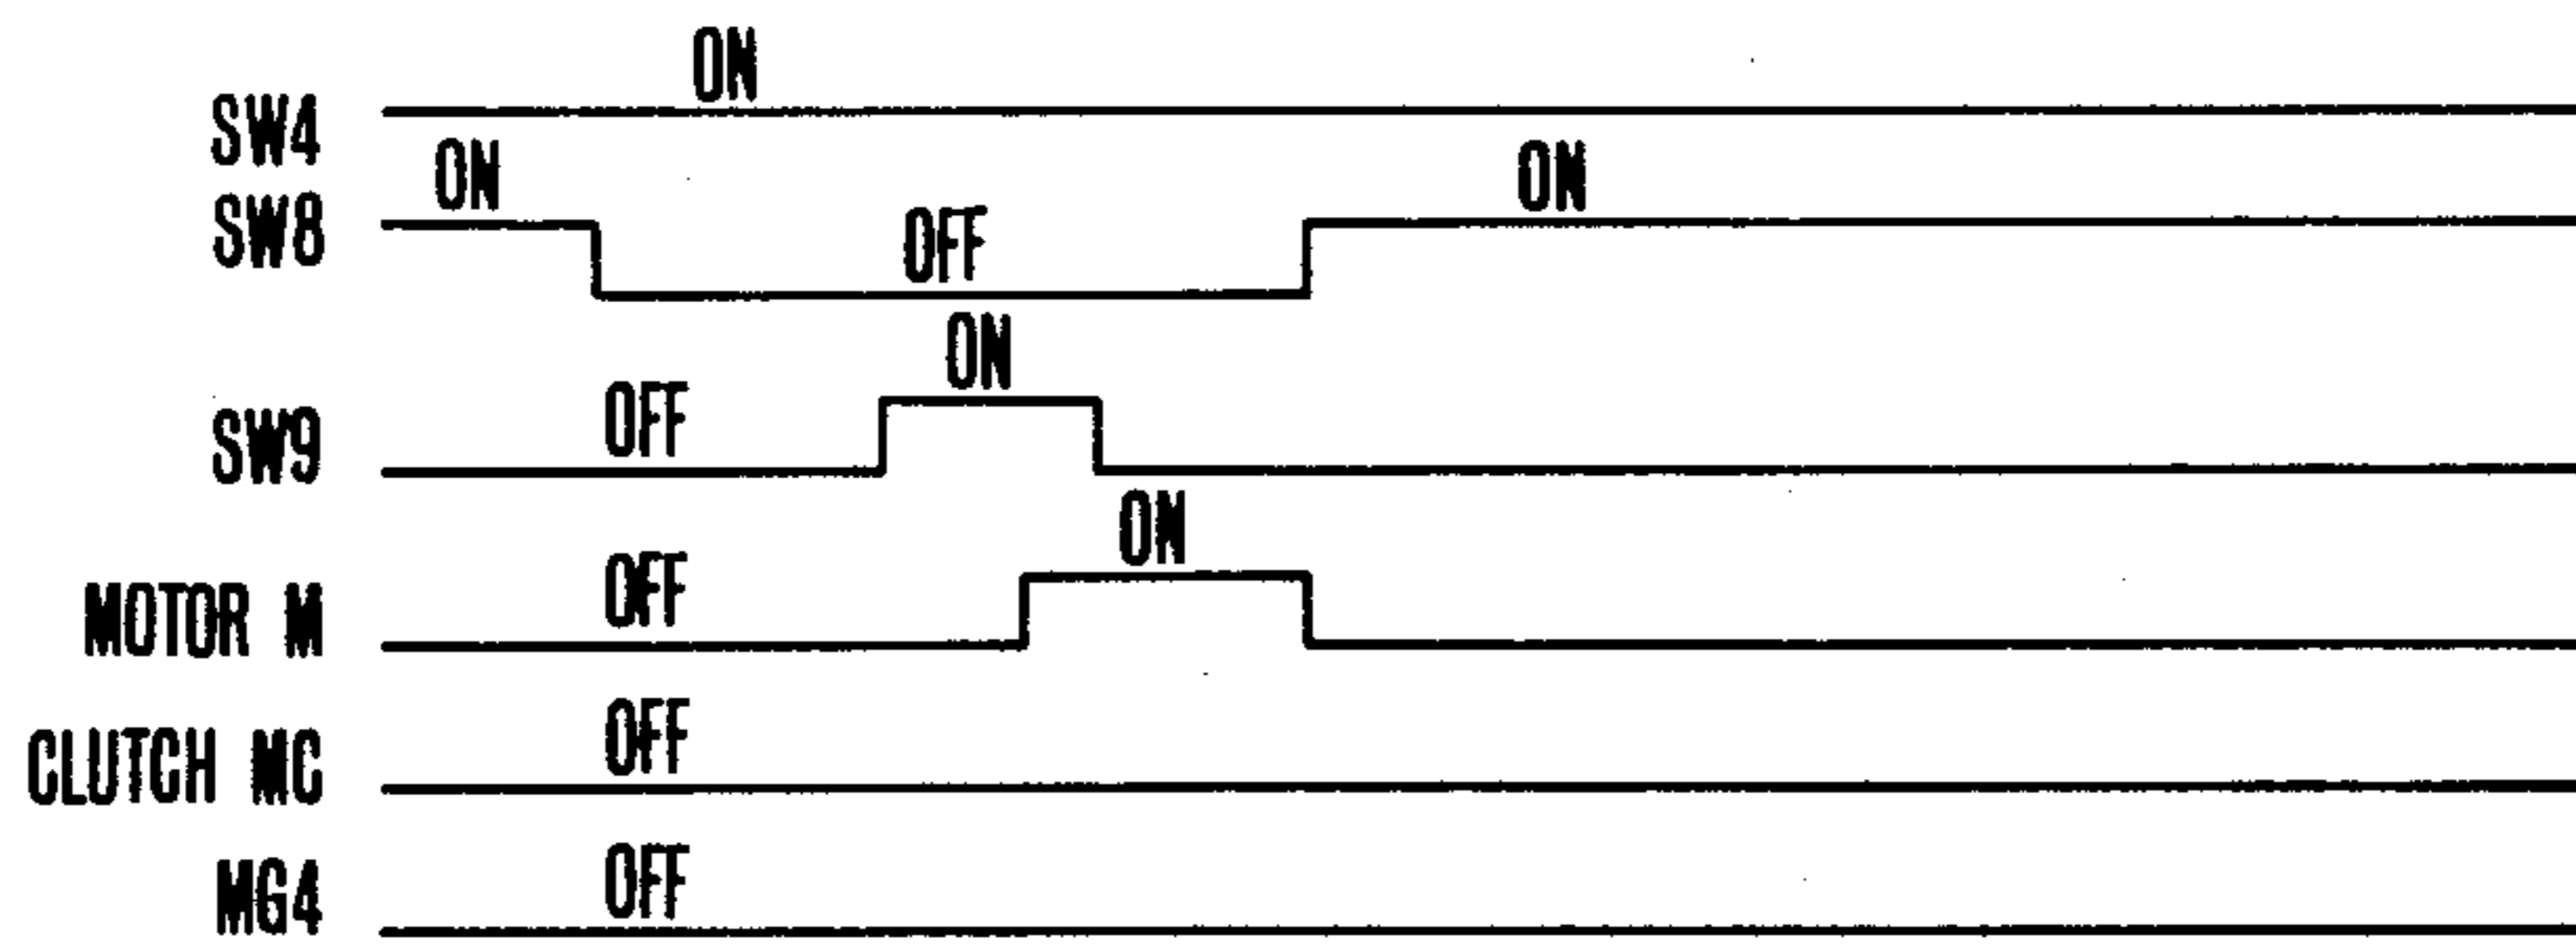 ON
SW4
ON ON
SW8 OFF
ON
SW9 OFF
ON
MOTOR M OFF
CLUTCH MC OFF
MG4 OFF